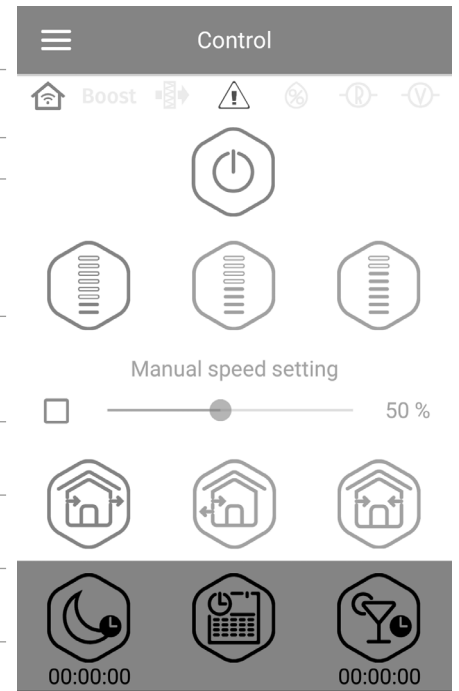 Control
Boost
%
R
V
Manual speed setting
50 %
00:00:00
00:00:00